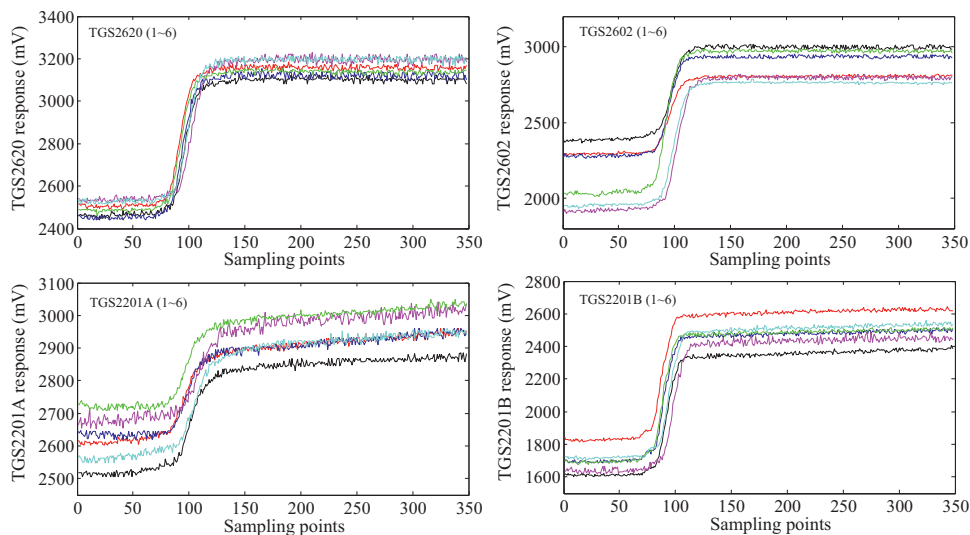 TGS2620 (1~6)
TGS2620 response (mV)
3400
3200
3000
2800
2600
2400
0 50 100 150 200 250 300 350
Sampling points
TGS2602 (1~6)
TGS2602 response (mV)
3000
2500
2000
0 50 100 150 200 250 300 350
Sampling points
TGS2201A (1~6)
TGS2201A response (mV)
3100
3000
2900
2800
2700
2600
2500
0 50 100 150 200 250 300 350
Sampling points
TGS2201B (1~6)
TGS2201B response (mV)
2800
2600
2400
2200
2000
1800
1600
0 50 100 150 200 250 300 350
Sampling points